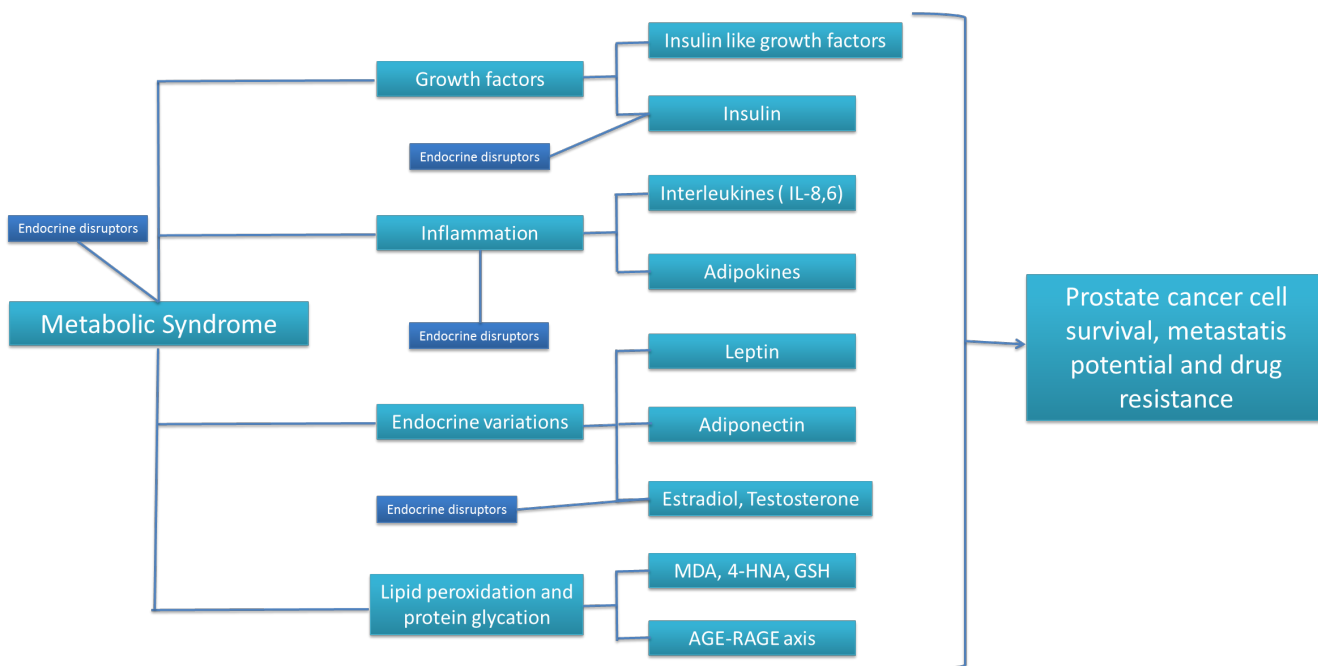 Insulin like growth factors
Growth factors
Insulin
Endocrine disruptors
Interleukines ( IL-8,6)
Endocrine disruptors
Inflammation
Adipokines
Metabolic Syndrome
Prostate cancer cell
survival, metastatis
potential and drug
resistance
Endocrine disruptors
Leptin
Endocrine variations
Adiponectin
Estradiol, Testosterone
Endocrine disruptors
MDA, 4-HNA, GSH
Lipid peroxidation and
protein glycation
AGE-RAGE axis